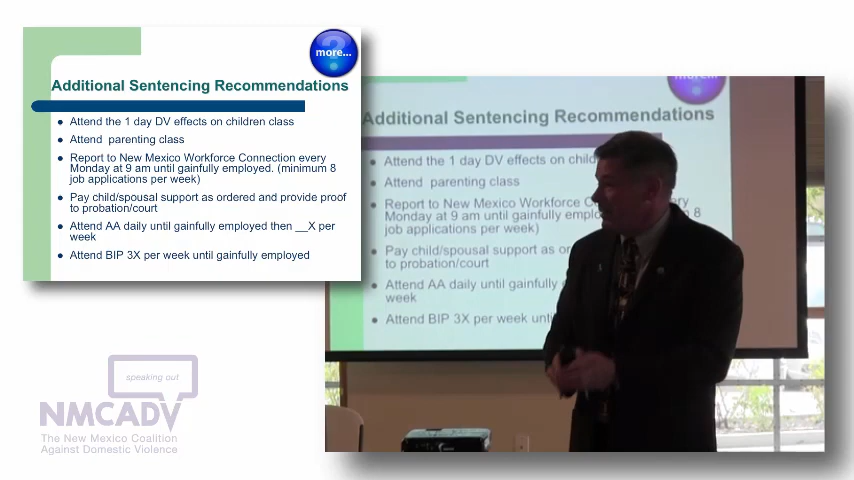 more...
Additional Sentencing Recommendations
● Attend the 1 day DV effects on children class
● Attend parenting class
● Report to New Mexico Workforce Connection every
Monday at 9 am until gainfully employed. (minimum 8
job applications per week)
● Pay child/spousal support as ordered and provide proof
to probation/court
● Attend AA daily until gainfully employed then __X per
week
● Attend BIP 3X per week until gainfully employed
more...
Additional Sentencing Recommendations
● Attend the 1 day DV effects on
● Attend parenting class
● Report to New Mexico Workforce
Monday at 9 am until gainfully 8
job applications per week)
● Pay child/spousal support as
to probation/court
● Attend AA daily until gainfully
week
● Attend BIP 3X per week
speaking out
NMCADV
The New Mexico Coalition
Against Domestic Violence